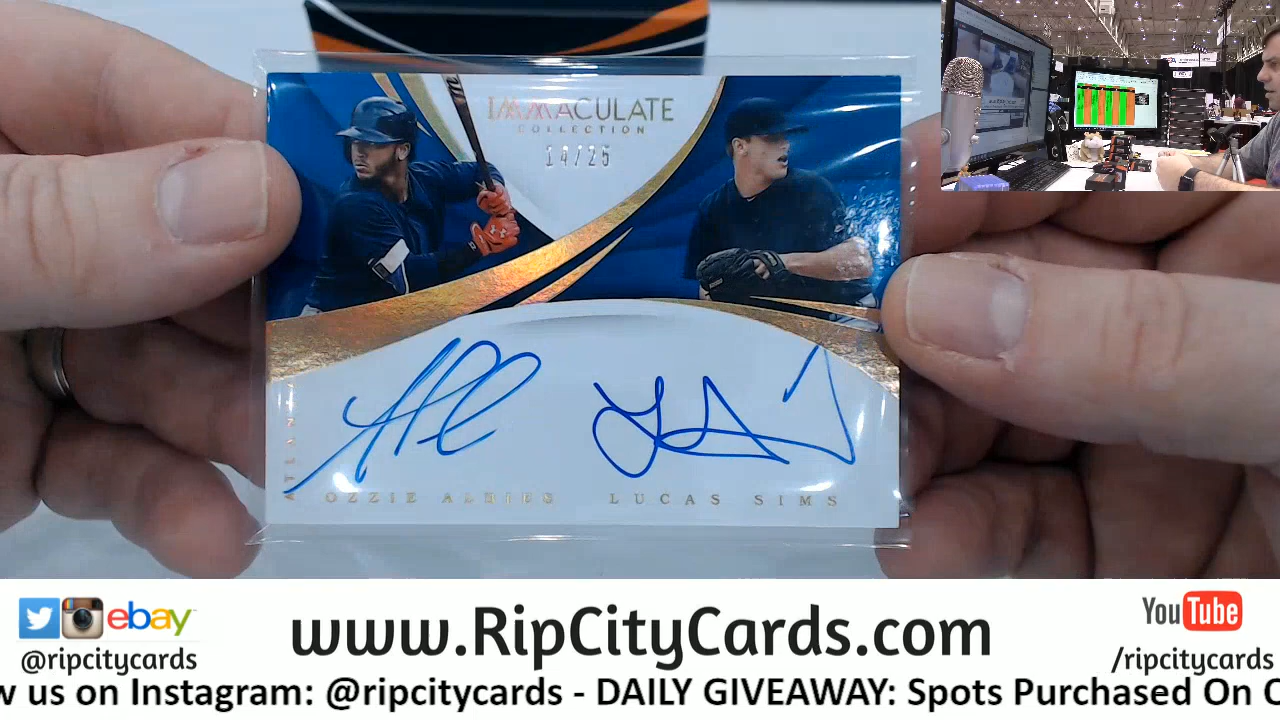 IMMACULATE
COLLECTION
14/25
OZZIE ALBIES LUCAS SIMS
ebay
www.RipCityCards.com
YouTube
@ripcitycards
/ripcitycards
w us on Instagram: @ripcitycards - DAILY GIVEAWAY: Spots Purchased On